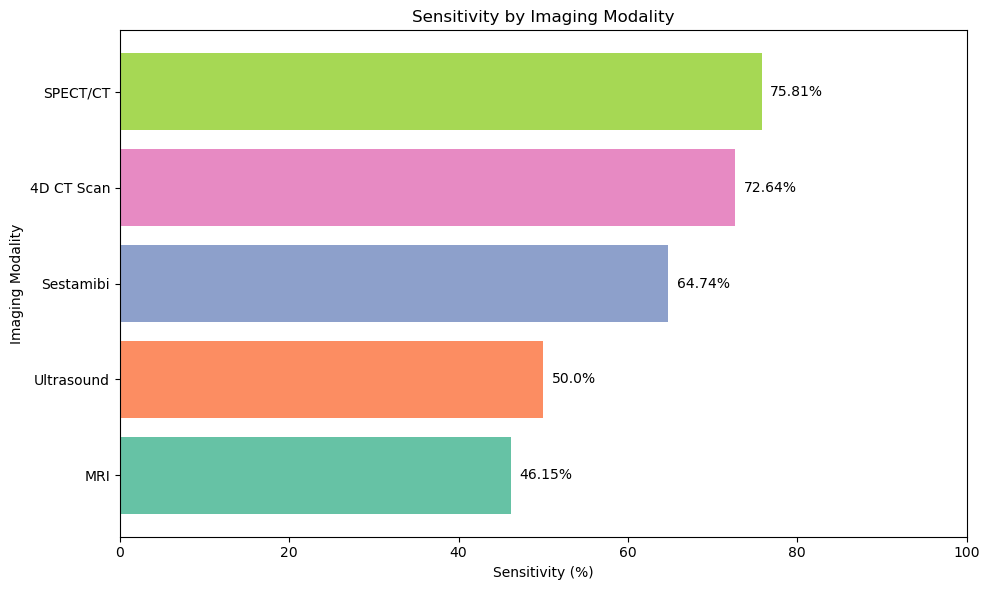 Sensitivity by Imaging Modality
Imaging Modality
SPECT/CT
75.81%
4D CT Scan
72.64%
Sestamibi
64.74%
Ultrasound
50.0%
MRI
46.15%
0 20 40 60 80 100
Sensitivity (%)